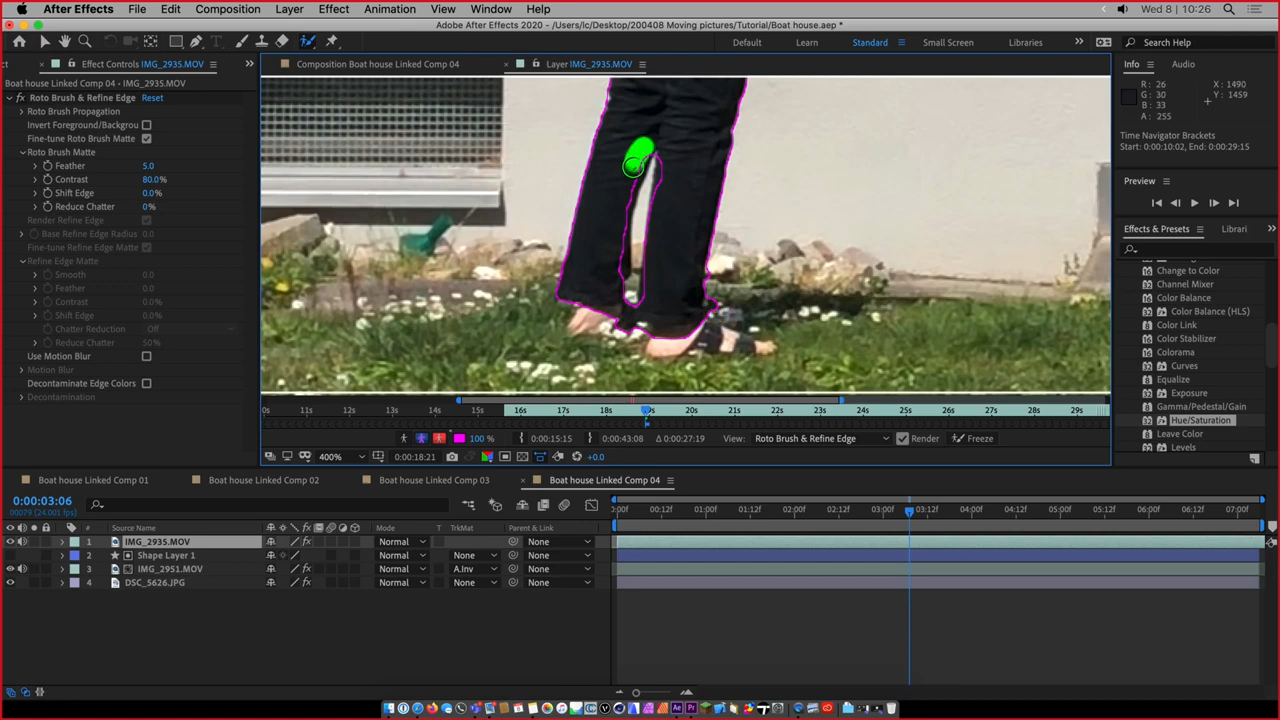 After Effects File Edit Composition Layer Effect Animation View Window Help Wed 8 | 10:26
Adobe After Effects 2020 - /Users/lc/Desktop/200408 Moving pictures/Tutorial/Boat house.aep *
Default Learn Standard Small Screen Libraries Search Help
Effect Controls IMG_2935.MOV
Composition Boat house Linked Comp 04
Layer IMG_2935.MOV
Info Audio
Boat house Linked Comp 04 • IMG_2935.MOV
fx Roto Brush & Refine Edge Reset
Roto Brush Propagation
Invert Foreground/Backgrou
Fine-tune Roto Brush Matte
Roto Brush Matte
Feather 5.0
Contrast 80.0%
Shift Edge 0.0%
Reduce Chatter 0%
Render Refine Edge
Base Refine Edge Radius 0.0
Fine-tune Refine Edge Matte
Refine Edge Matte
Smooth 0.0
Feather 0.0
Contrast 0.0%
Shift Edge 0.0%
Chatter Reduction Off
Reduce Chatter 50%
Use Motion Blur
Motion Blur
Decontaminate Edge Colors
Decontamination
R: 26
G: 30
B: 33
A: 255
X: 1490
Y: 1459
Time Navigator Brackets
Start: 0:00:10:02, End: 0:00:29:15
Preview
Effects & Presets Librari
Change to Color
Channel Mixer
Color Balance
Color Balance (HLS)
Color Link
Color Stabilizer
Colorama
Curves
Equalize
Exposure
Gamma/Pedestal/Gain
Hue/Saturation
Leave Color
Levels
0s 11s 12s 13s 14s 15s 16s 17s 18s 9s 20s 21s 22s 23s 24s 25s 26s 27s 28s 29s
100 % 0:00:15:15 0:00:43:08 Δ 0:00:27:19 View: Roto Brush & Refine Edge Render Freeze
400% 0:00:18:21 +0.0
Boat house Linked Comp 01 Boat house Linked Comp 02 Boat house Linked Comp 03 Boat house Linked Comp 04
0:00:03:06
00079 (24.001 fps)
:00f 00:12f 01:00f 01:12f 02:00f 02:12f 03:00f 03:12f 04:00f 04:12f 05:00f 05:12f 06:00f 06:12f 07:00f
# Source Name Mode T TrkMat Parent & Link
1 IMG_2935.MOV Normal None
2 Shape Layer 1 Normal None None
3 IMG_2951.MOV Normal A.Inv None
4 DSC_5626.JPG Normal None None